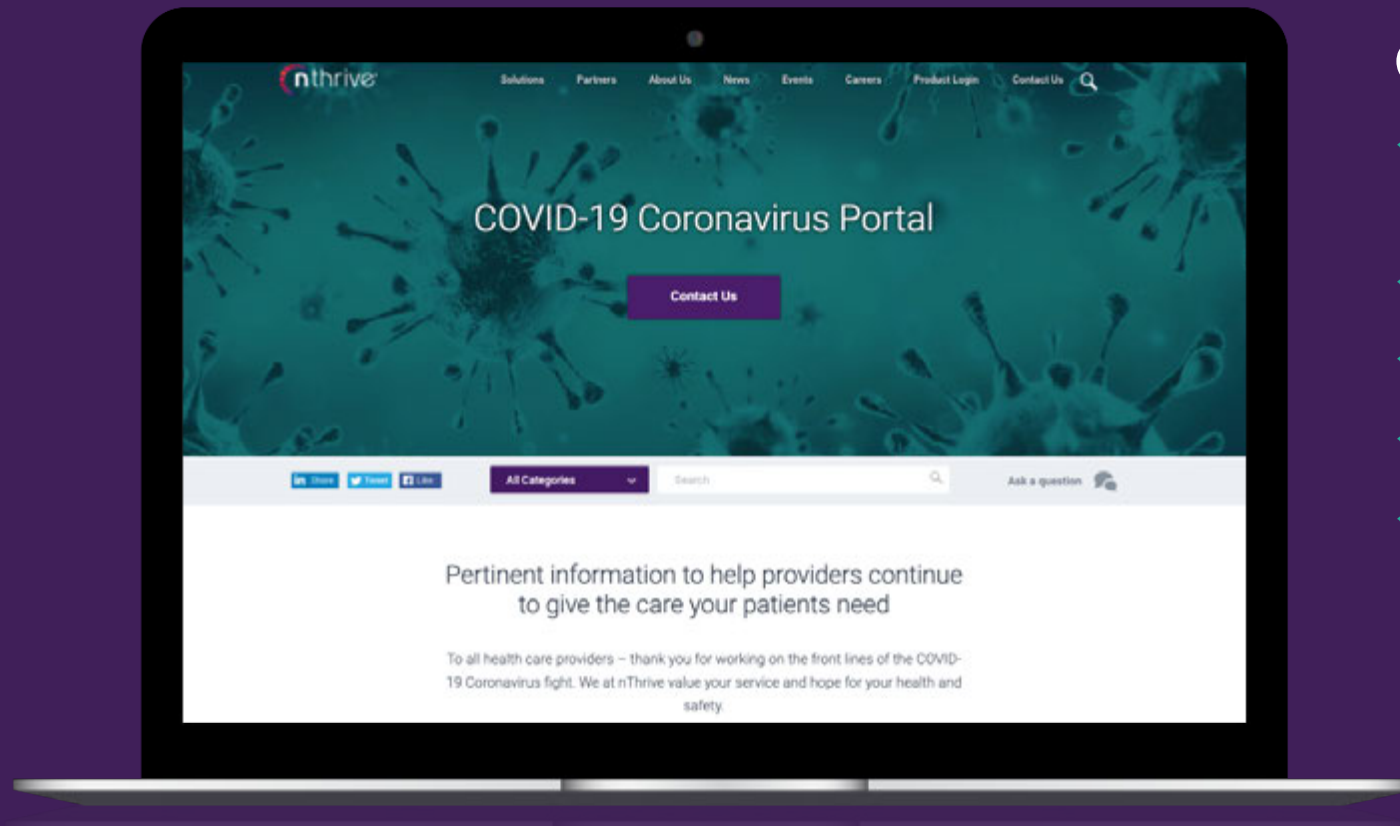 nthrive
Solutions Partners About Us News Events Careers Product Login Contact Us
COVID-19 Coronavirus Portal
Contact Us
in Share Tweet Like All Categories Search Ask a question
Pertinent information to help providers continue
to give the care your patients need
To all health care providers – thank you for working on the front lines of the COVID-
19 Coronavirus fight. We at nThrive value your service and hope for your health and
safety.